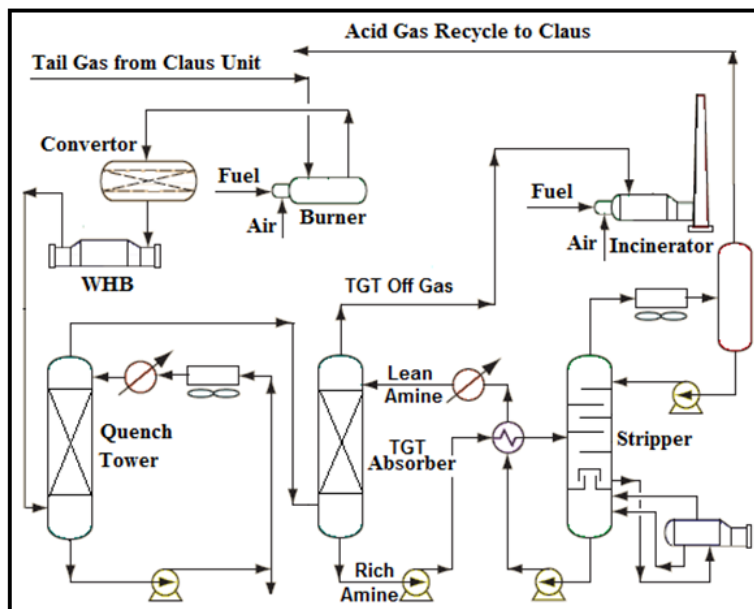 Acid Gas Recycle to Claus
Tail Gas from Claus Unit
Convertor
Fuel
Burner
Air
Fuel
Air
Incinerator
WHB
TGT Off Gas
Lean
Amine
Quench
Tower
TGT
Absorber
Stripper
Rich
Amine